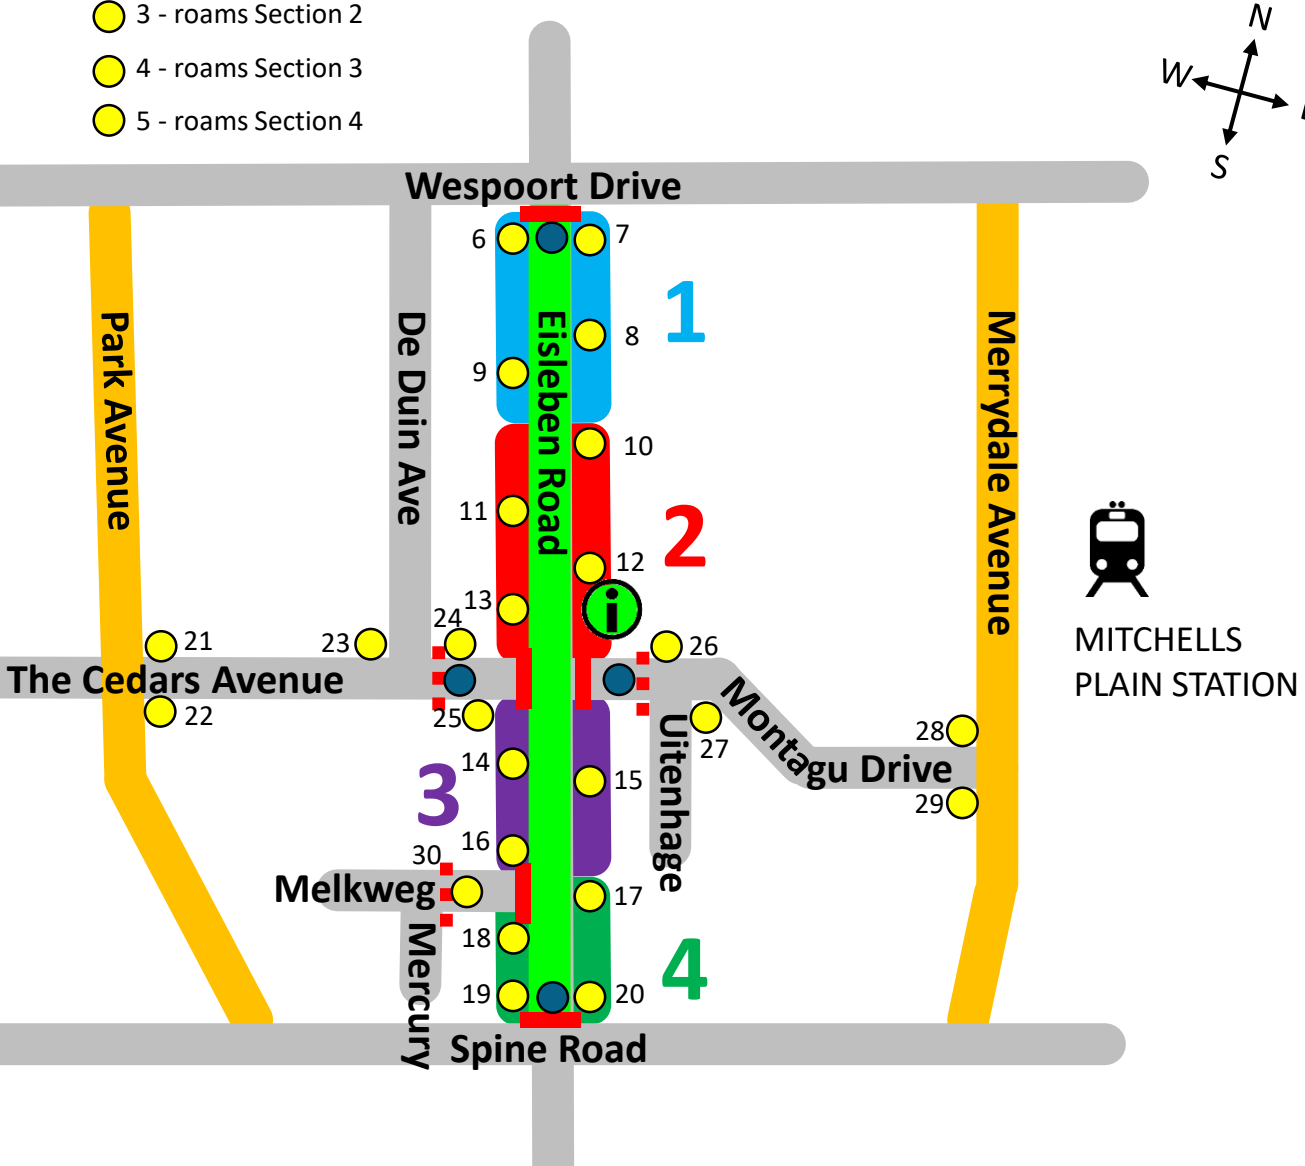 3 - roams Section 2
N
W
4 - roams Section 3
5 - roams Section 4
S
Wespoort Drive
6
7
1
Park Avenue
De Duin Ave
Eisleben Road
Merrydale Avenue
8
9
10
11
2
12
i
13
24
21
23
26
MITCHELLS
PLAIN STATION
The Cedars Avenue
22
25
27
Uitenhage
Montagu Drive
28
14
3
15
29
16
30
Melkweg
17
Mercury
18
4
19
20
Spine Road